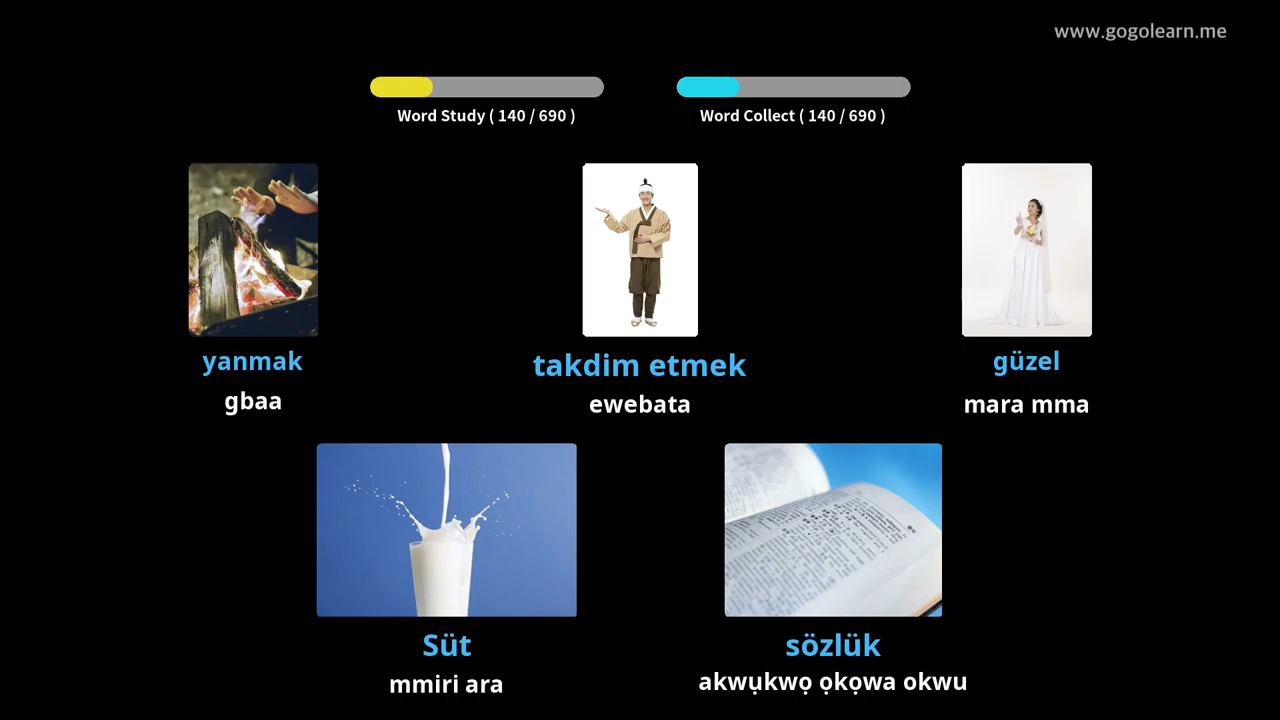 www.gogolearn.me
Word Study ( 140 / 690 )
Word Collect ( 140 / 690 )
yanmak
gbaa
takdim etmek
ewebata
güzel
mara mma
Süt
mmiri ara
sözlük
akwụkwọ ọkọwa okwu